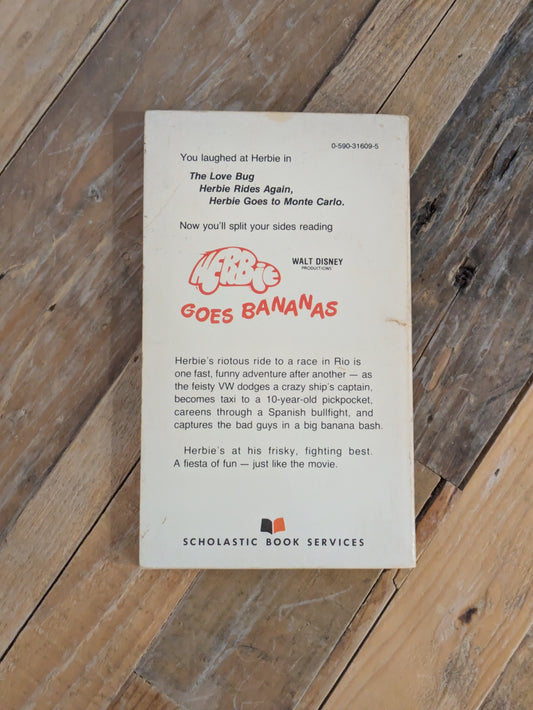 0-590-31609-5
You laughed at Herbie in
The Love Bug
Herbie Rides Again,
Herbie Goes to Monte Carlo.
Now you'll split your sides reading
HERBIE
WALT DISNEY
PRODUCTIONS'
GOES BANANAS
Herbie's riotous ride to a race in Rio is
one fast, funny adventure after another — as
the feisty VW dodges a crazy ship's captain,
becomes taxi to a 10-year-old pickpocket,
careens through a Spanish bullfight, and
captures the bad guys in a big banana bash.
Herbie's at his frisky, fighting best.
A fiesta of fun — just like the movie.
SCHOLASTIC BOOK SERVICES